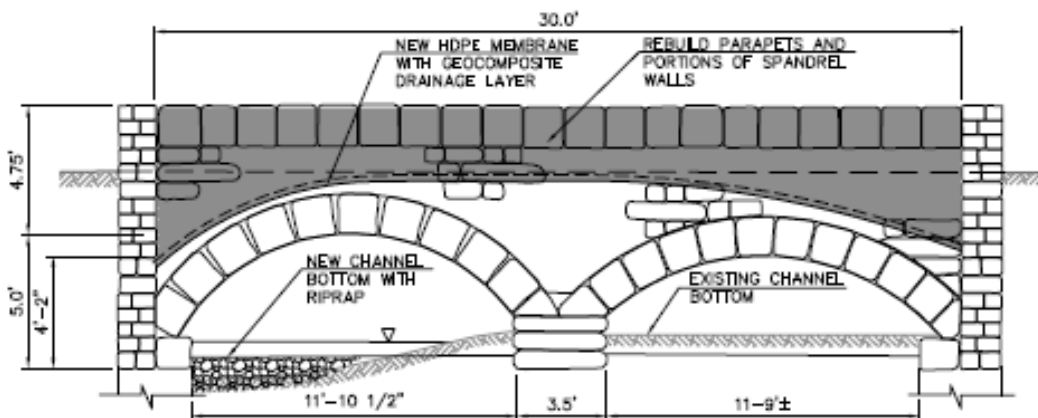 30.0'
NEW HDPE MEMBRANE
WITH GEOCOMPOSITE
DRAINAGE LAYER
REBUILD PARAPETS AND
PORTIONS OF SPANDREL
WALLS
4.75'
5.0'
4'-2"
NEW CHANNEL
BOTTOM WITH
RIPRAP
EXISTING CHANNEL
BOTTOM
11'-10 1/2"
3.5'
11-9'±